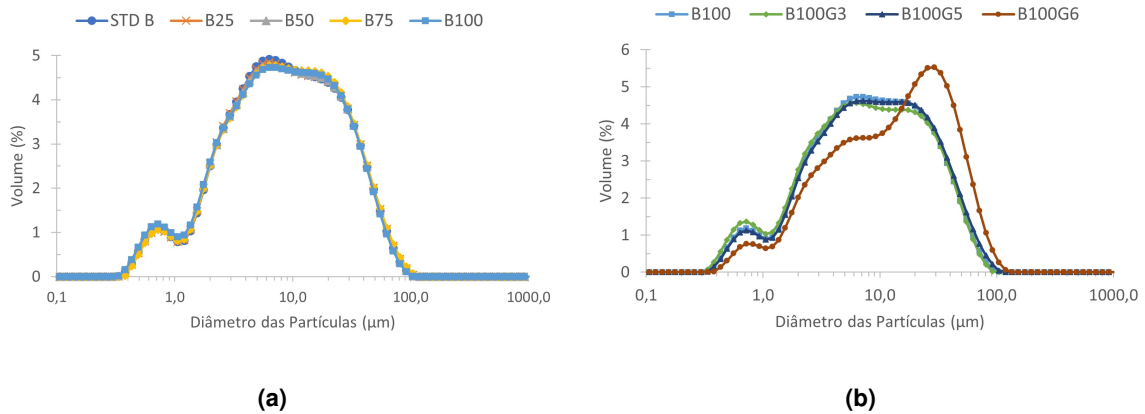 STD B B25 B50 B75 B100
5
4
3
2
1
0
Volume (%)
0,1 1,0 10,0 100,0 1000,0
Diâmetro das Partículas (µm)
(a)
B100 B100G3 B100G5 B100G6
6
5
4
3
2
1
0
Volume (%)
0,1 1,0 10,0 100,0 1000,0
Diâmetro das Partículas (µm)
(b)